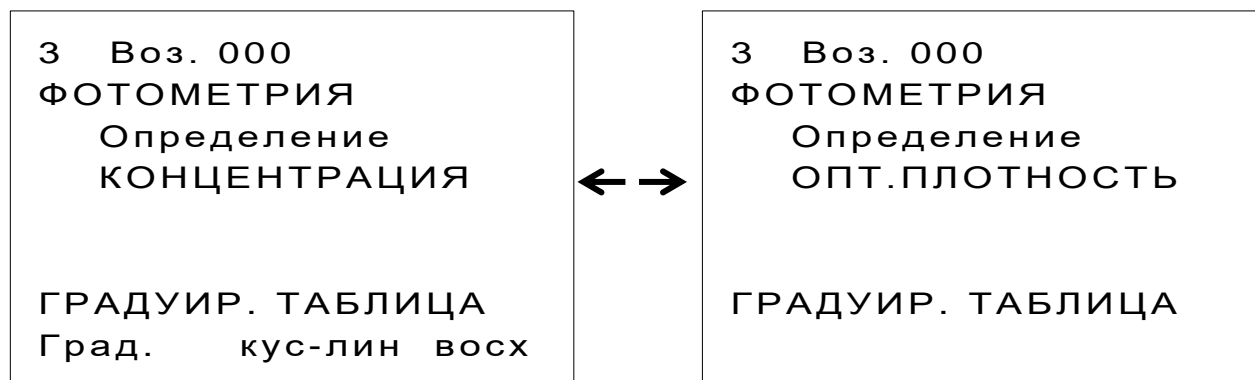 3 Воз. 000
ФОТОМЕТРИЯ
Определение
КОНЦЕНТРАЦИЯ
ГРАДУИР. ТАБЛИЦА
Град. кус-лин восх
3 Воз. 000
ФОТОМЕТРИЯ
Определение
ОПТ.ПЛОТНОСТЬ
ГРАДУИР. ТАБЛИЦА